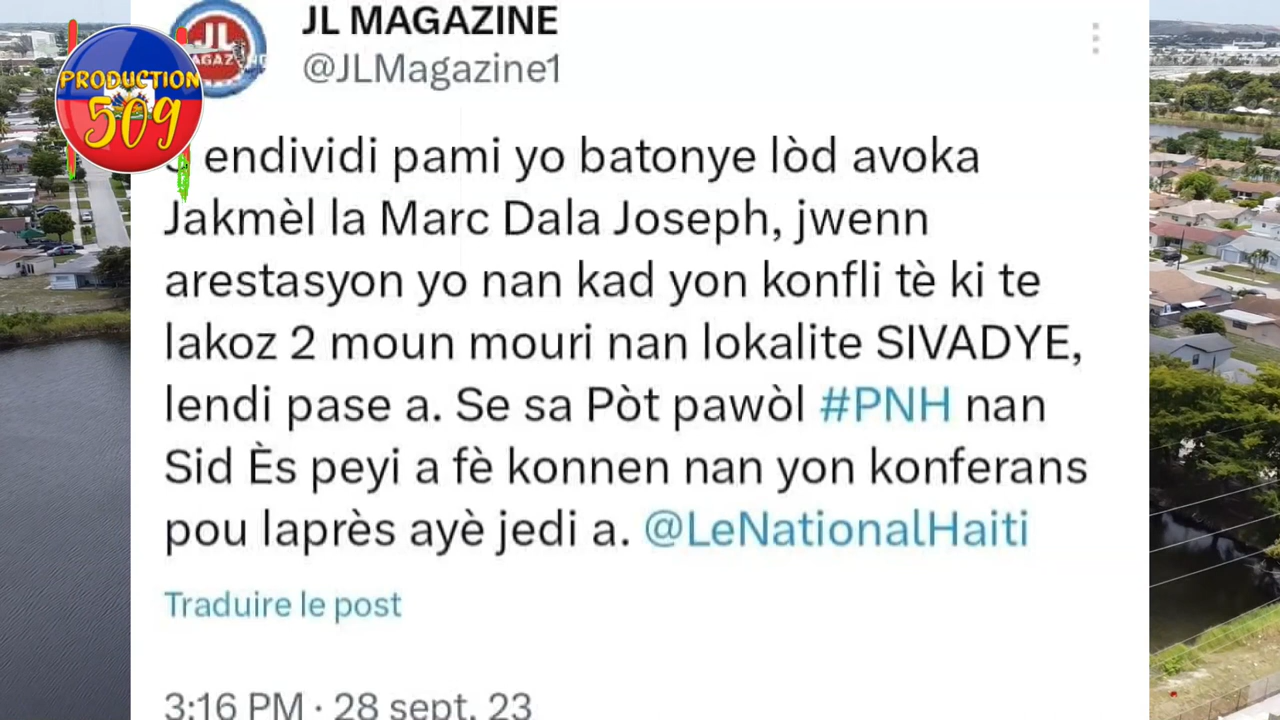 JL MAGAZINE
@JLMagazine1
PRODUCTION
509
JL
endividi pami yo batonye lòd avoka
Jakmèl la Marc Dala Joseph, jwenn
arestasyon yo nan kad yon konfli tè ki te
lakoz 2 moun mouri nan lokalite SIVADYE,
lendi pase a. Se sa Pòt pawòl #PNH nan
Sid Ès peyi a fè konnen nan yon konferans
pou laprès ayè jedi a. @LeNationalHaiti
Traduire le post
3:16 PM · 28 sept. 23